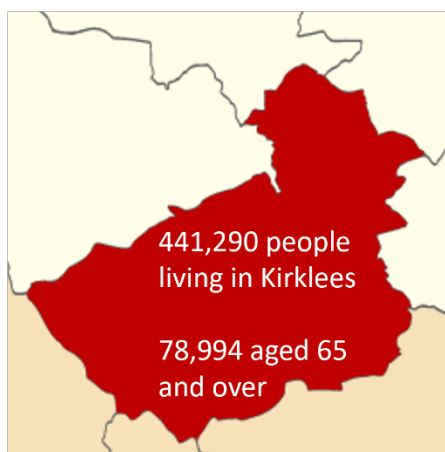 441,290 people
living in Kirklees
78,994 aged 65
and over